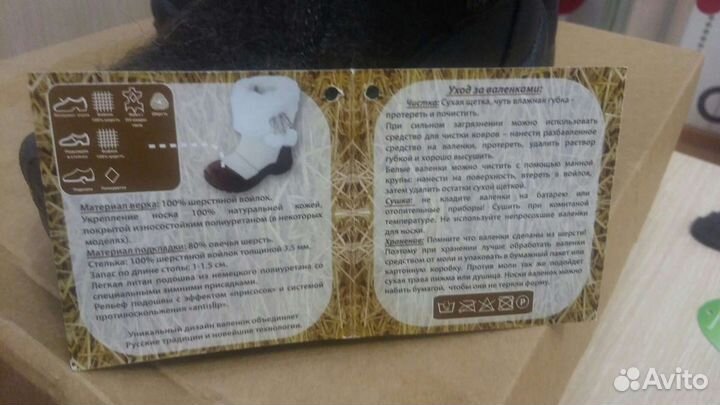 Материал верха: 100% шерстяной войлок.
Укрепление носка 100% натуральной кожей,
покрытой износостойким полиуретаном (в некоторых
моделях).
Материал подкладки: 80% овечья шерсть.
Стелька: 100% шерстяной войлок толщиной 3,5 мм.
Запас по длине стопы: 1-1.5 см.
Легкая литая подошва из немецкого полиуретана со
специальными зимними присадками.
Рельеф подошвы с эффектом «присосок» и системой
противоскольжения «antislip».
Уникальный дизайн валенок объединяет
Русские традиции и новейшие технологии.
Уход за валенками:
Чистка: Сухая щетка, чуть влажная губка -
протереть и почистить.
При сильном загрязнении можно использовать
средство для чистки ковров – нанести разбавленное
средство на валенки, протереть, удалить раствор
губкой и хорошо высушить.
Белые валенки можно чистить с помощью манной
крупы: нанести на поверхность, втереть в войлок,
затем удалить остатки сухой щеткой.
Сушка: не кладите валенки на батарею или
отопительные приборы! Сушить при комнатной
температуре. Не используйте непросохшие валенки
для носки.
Хранение: Помните что валенки сделаны из шерсти!
Поэтому при хранении лучше обработать валенки
средством от моли и упаковать в бумажный пакет или
картонную коробку. Против моли так же подойдет
сухая трава пижма или душица. Носки валенок можно
набить бумагой, чтобы они не теряли форму.
P
Avito